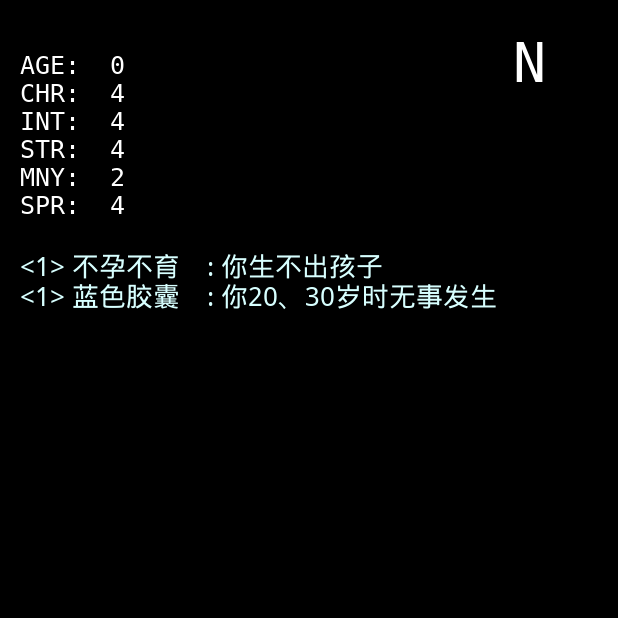 N
AGE: 0
CHR: 4
INT: 4
STR: 4
MNY: 2
SPR: 4
<1> 不孕不育 : 你生不出孩子
<1> 蓝色胶囊 : 你20、30岁时无事发生